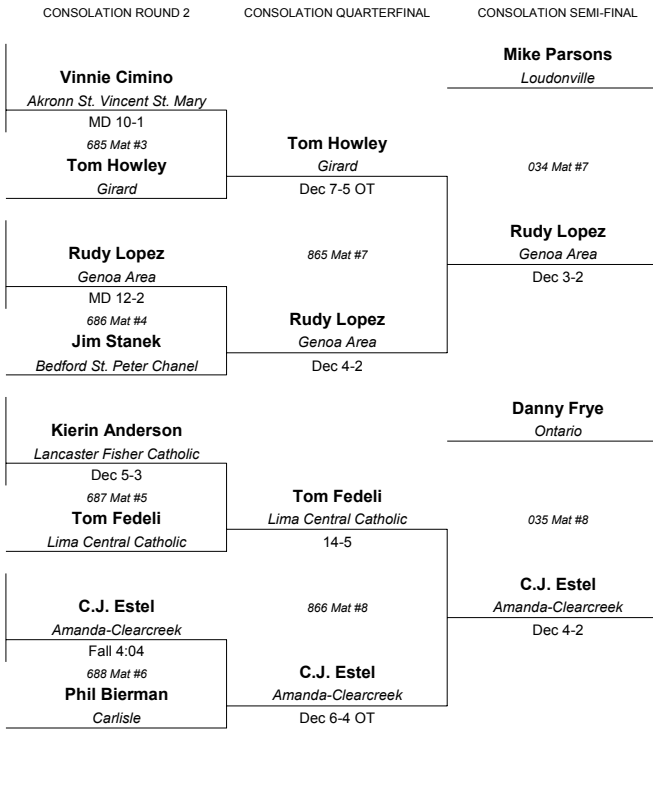 CONSOLATION ROUND 2
CONSOLATION QUARTERFINAL
CONSOLATION SEMI-FINAL
Vinnie Cimino
Akronn St. Vincent St. Mary
MD 10-1
685 Mat #3
Tom Howley
Girard
Rudy Lopez
Genoa Area
MD 12-2
686 Mat #4
Jim Stanek
Bedford St. Peter Chanel
Kierin Anderson
Lancaster Fisher Catholic
Dec 5-3
687 Mat #5
Tom Fedeli
Lima Central Catholic
C.J. Estel
Amanda-Clearcreek
Fall 4:04
688 Mat #6
Phil Bierman
Carlisle
Tom Howley
Girard
Dec 7-5 OT
865 Mat #7
Rudy Lopez
Genoa Area
Dec 4-2
Tom Fedeli
Lima Central Catholic
14-5
866 Mat #8
C.J. Estel
Amanda-Clearcreek
Dec 6-4 OT
Mike Parsons
Loudonville
034 Mat #7
Rudy Lopez
Genoa Area
Dec 3-2
Danny Frye
Ontario
035 Mat #8
C.J. Estel
Amanda-Clearcreek
Dec 4-2